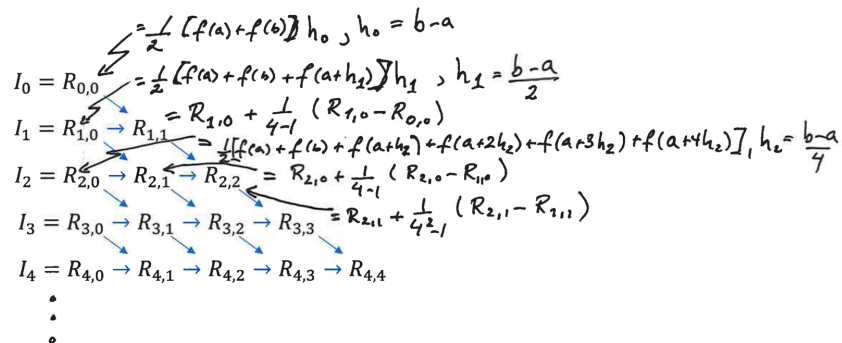 = 1/2 [f(a)+f(b)] h₀ , h₀ = b-a
I₀ = R₀,₀ = 1/2 [f(a)+f(b)+f(a+h₁)] h₁ , h₁ = (b-a)/2
= R₁,₀ + 1/(4-1) (R₁,₀ - R₀,₀)
I₁ = R₁,₀ → R₁,₁
= 1/2 [f(a)+f(b)+f(a+h₂)+f(a+2h₂)+f(a+3h₂)+f(a+4h₂)], h₂ = (b-a)/4
I₂ = R₂,₀ → R₂,₁ → R₂,₂ = R₂,₀ + 1/(4-1) (R₂,₀ - R₁,₀)
= R₂,₁ + 1/(4²-1) (R₂,₁ - R₁,₁)
I₃ = R₃,₀ → R₃,₁ → R₃,₂ → R₃,₃
I₄ = R₄,₀ → R₄,₁ → R₄,₂ → R₄,₃ → R₄,₄